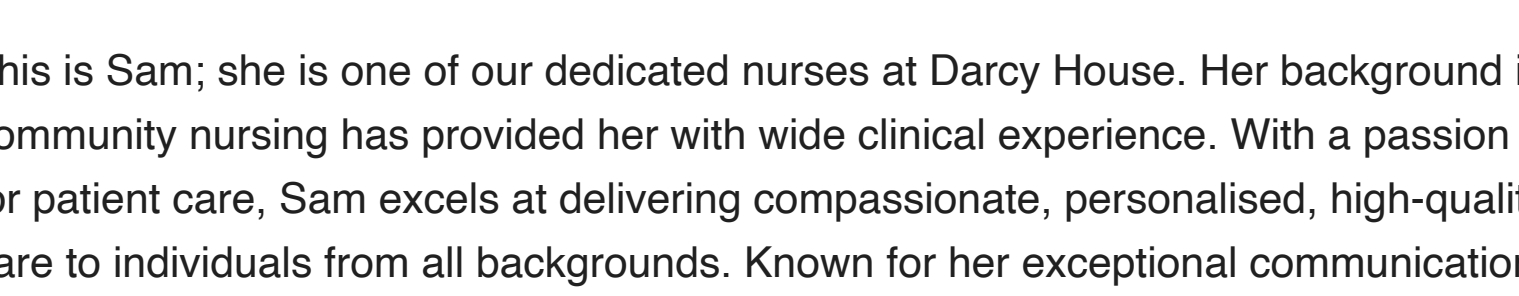 his is Sam; she is one of our dedicated nurses at Darcy House. Her background i
ommunity nursing has provided her with wide clinical experience. With a passion
or patient care, Sam excels at delivering compassionate, personalised, high-qualit
are to individuals from all backgrounds. Known for her exceptional communication